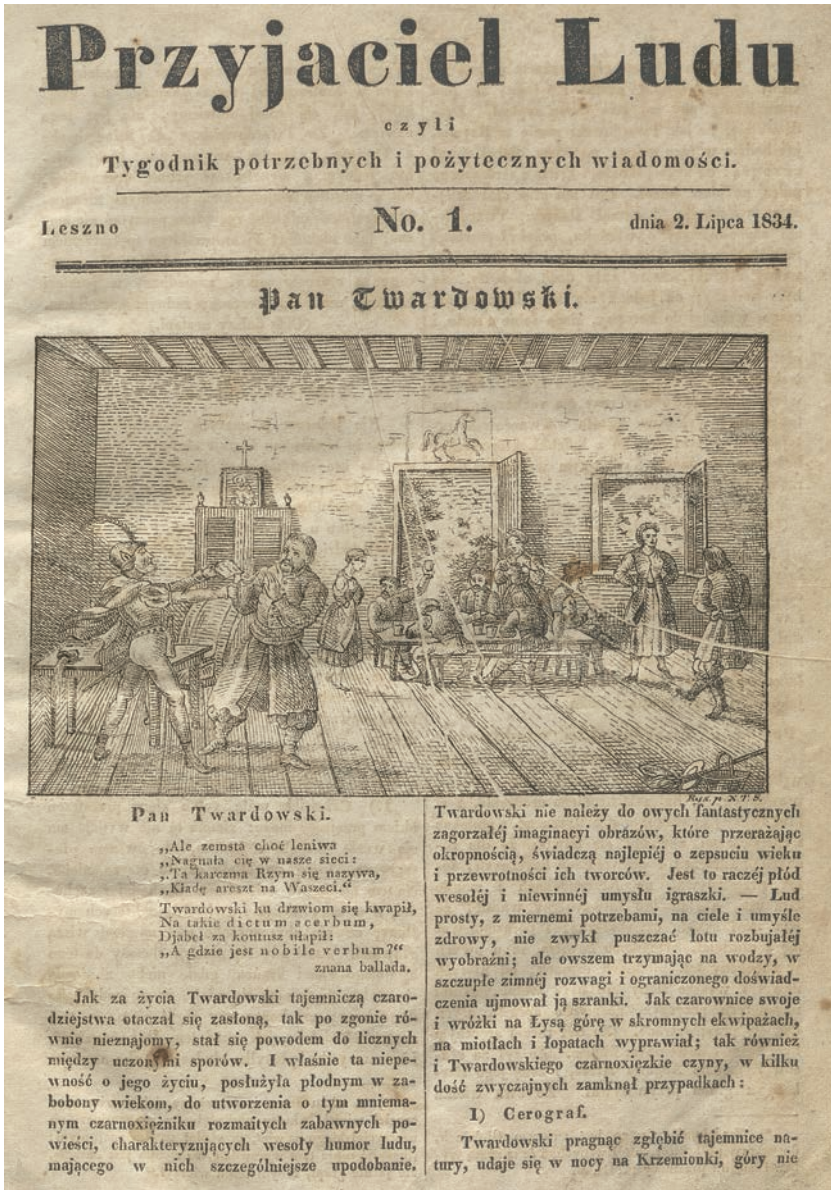 Przyjaciel Ludu
czyli
Tygodnik potrzebnych i pożytecznych wiadomości.
Leszno
No. 1.
dnia 2. Lipca 1834.
Pan Twardowski.
Rys. p. X. T. S.
Pan Twardowski.
„Ale zemsta choć leniwa
„Nagnała cię w nasze sieci:
„Ta karczma Rzym się nazywa,
„Kładę areszt na Waszeci.“
Twardowski ku drzwiom się kwapił,
Na takie dictum acerbum,
Djabeł za kontusz ułapił:
„A gdzie jest nobile verbum?“
znana ballada.
Jak za życia Twardowski tajemniczą czaro-
dziejstwa otaczał się zasłoną, tak po zgonie ró-
wnie nieznajomy, stał się powodem do licznych
między uczonymi sporów. I właśnie ta niepe-
wność o jego życiu, posłużyła płodnym w za-
bobony wiekom, do utworzenia o tym mniema-
nym czarnoxiężniku rozmaitych zabawnych po-
wieści, charakteryznjących wesoły humor ludu,
mającego w nich szczególniejsze upodobanie.
Twardowski nie należy do owych fantastycznych
zagorzałéj imaginacyi obrazów, które przerażając
okropnością, świadczą najlepiéj o zepsuciu wieku
i przewrotności ich tworców. Jest to raczéj płód
wesołéj i niewinnéj umysłu igraszki. — Lud
prosty, z miernemi potrzebami, na ciele i umyśle
zdrowy, nie zwykł puszczać lotu rozbujałéj
wyobraźni; ale owszem trzymając na wodzy, w
szczupłe zimnéj rozwagi i ograniczonego doświad-
czenia ujmował ją szranki. Jak czarownice swoje
i wróżki na Łysą górę w skromnych ekwipażach,
na miotłach i łopatach wyprawiał; tak również
i Twardowskiego czarnoxięzkie czyny, w kilku
dość zwyczajnych zamknął przypadkach:
1) Cerograf.
Twardowski pragnąc zgłębić tajemnice na-
tury, udaje się w nocy na Krzemionki, góry nie